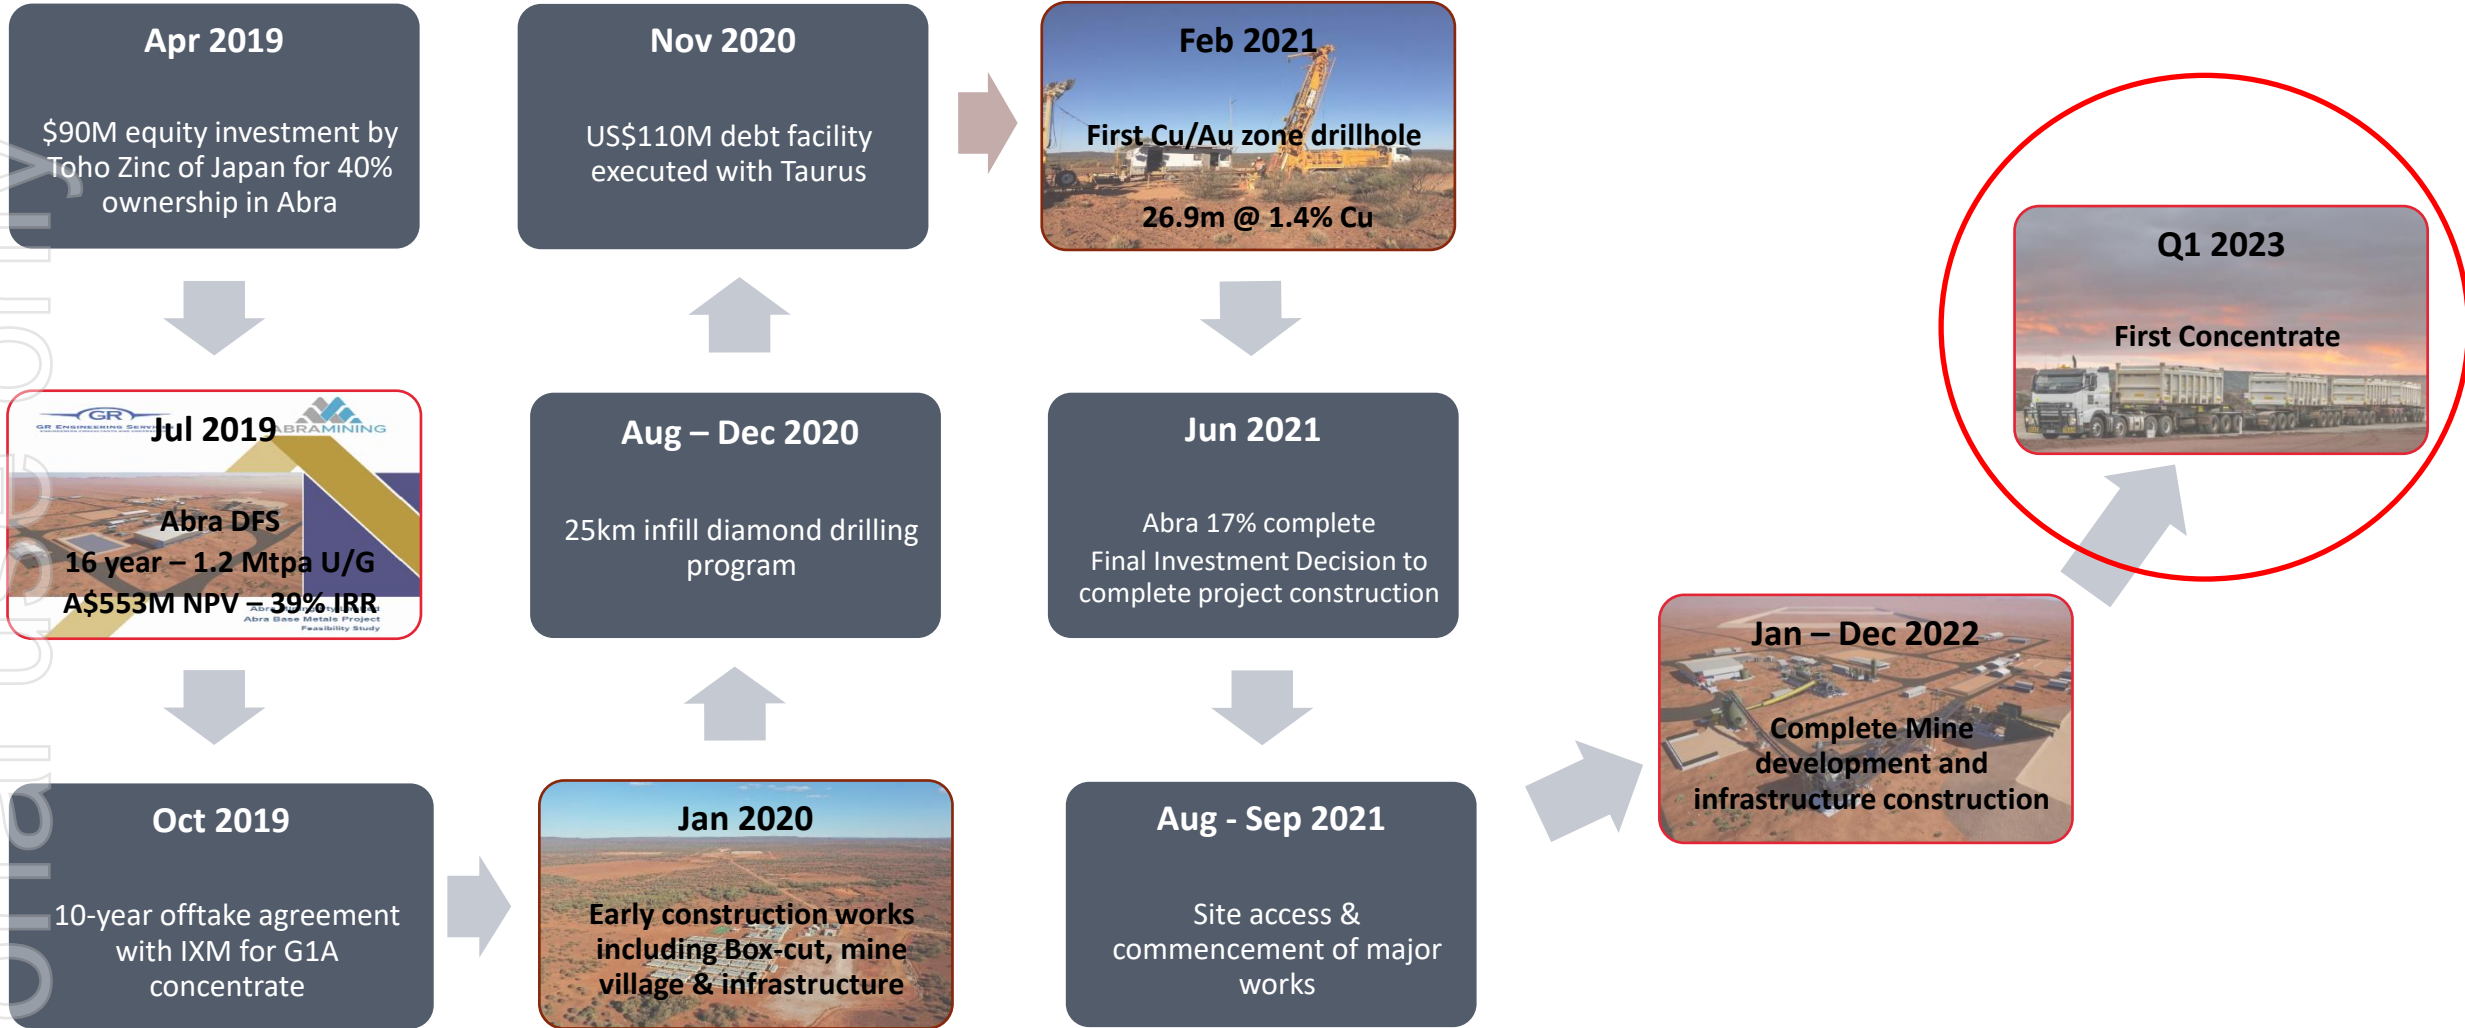 Apr 2019
$90M equity investment by
Toho Zinc of Japan for 40%
ownership in Abra
GR
GR ENGINEERING SERVICES
ABRAMINING
Jul 2019
Abra DFS
16 year – 1.2 Mtpa U/G
A$553M NPV – 39% IRR
Abra Base Metals Project
Feasibility Study
Oct 2019
10-year offtake agreement
with IXM for G1A
concentrate
Jan 2020
Early construction works
including Box-cut, mine
village & infrastructure
Aug – Dec 2020
25km infill diamond drilling
program
Nov 2020
US$110M debt facility
executed with Taurus
Feb 2021
First Cu/Au zone drillhole
26.9m @ 1.4% Cu
Jun 2021
Abra 17% complete
Final Investment Decision to
complete project construction
Aug - Sep 2021
Site access &
commencement of major
works
Jan – Dec 2022
Complete Mine
development and
infrastructure construction
Q1 2023
First Concentrate
use only